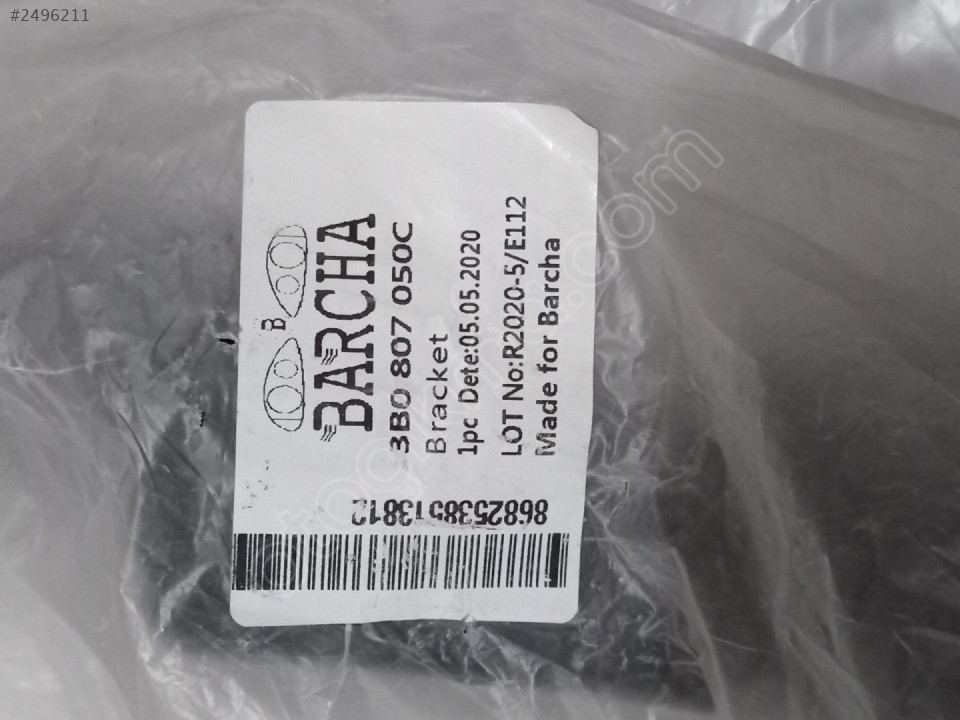 #2496211
B
BARCHA
3B0 807 050C
Bracket
1pc Dete:05.05.2020
LOT No:R2020-5/E112
Made for Barcha
8682538513812